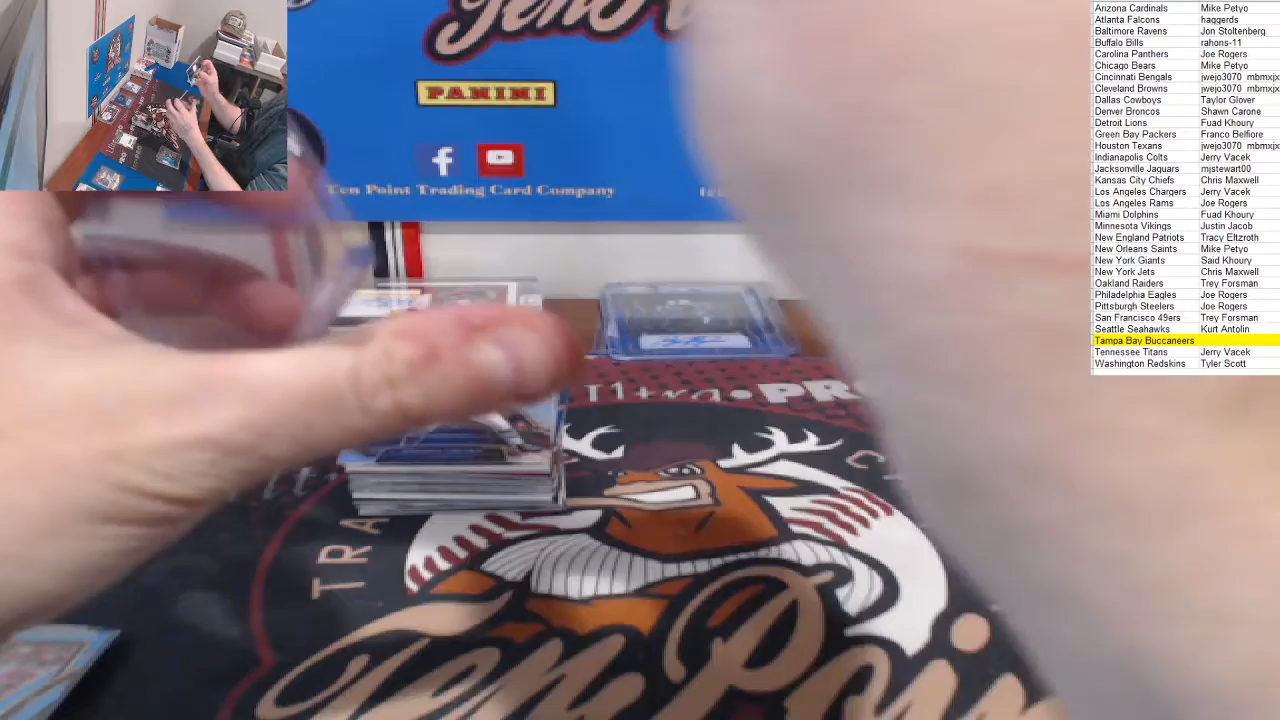 Ten Po
PANINI
Ten Point Trading Card Company
Ultra PR
TRA
C
Ten Poin
Arizona Cardinals Mike Petyo
Atlanta Falcons haggerds
Baltimore Ravens Jon Stoltenberg
Buffalo Bills rahons-11
Carolina Panthers Joe Rogers
Chicago Bears Mike Petyo
Cincinnati Bengals jwejo3070 mbmxjx
Cleveland Browns jwejo3070 mbmxjx
Dallas Cowboys Taylor Glover
Denver Broncos Shawn Carone
Detroit Lions Fuad Khoury
Green Bay Packers Franco Belfiore
Houston Texans jwejo3070 mbmxjx
Indianapolis Colts Jerry Vacek
Jacksonville Jaguars mjstewart00
Kansas City Chiefs Chris Maxwell
Los Angeles Chargers Jerry Vacek
Los Angeles Rams Joe Rogers
Miami Dolphins Fuad Khoury
Minnesota Vikings Justin Jacob
New England Patriots Tracy Eltzroth
New Orleans Saints Mike Petyo
New York Giants Said Khoury
New York Jets Chris Maxwell
Oakland Raiders Trey Forsman
Philadelphia Eagles Joe Rogers
Pittsburgh Steelers Joe Rogers
San Francisco 49ers Trey Forsman
Seattle Seahawks Kurt Antolin
Tampa Bay Buccaneers
Tennessee Titans Jerry Vacek
Washington Redskins Tyler Scott